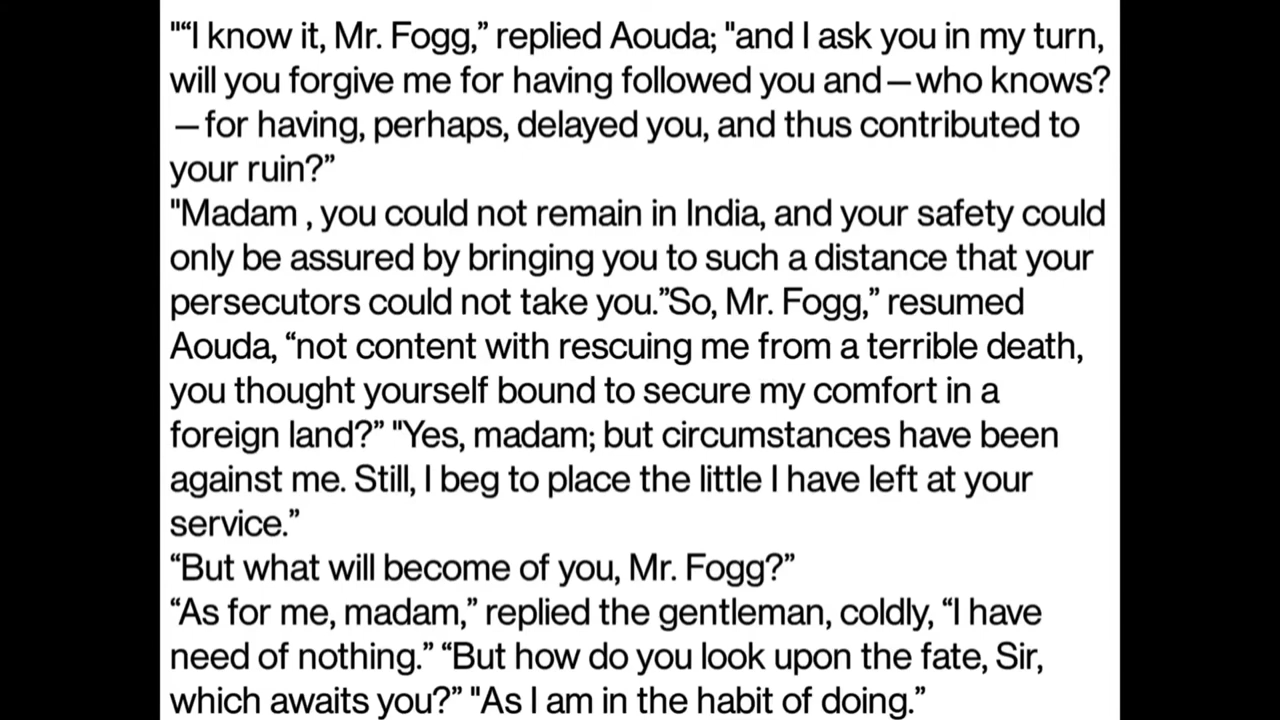 "“I know it, Mr. Fogg,” replied Aouda; "and I ask you in my turn,
will you forgive me for having followed you and—who knows?
—for having, perhaps, delayed you, and thus contributed to
your ruin?”
"Madam , you could not remain in India, and your safety could
only be assured by bringing you to such a distance that your
persecutors could not take you.”So, Mr. Fogg,” resumed
Aouda, “not content with rescuing me from a terrible death,
you thought yourself bound to secure my comfort in a
foreign land?” "Yes, madam; but circumstances have been
against me. Still, I beg to place the little I have left at your
service.”
“But what will become of you, Mr. Fogg?”
“As for me, madam,” replied the gentleman, coldly, “I have
need of nothing.” “But how do you look upon the fate, Sir,
which awaits you?” "As I am in the habit of doing.”